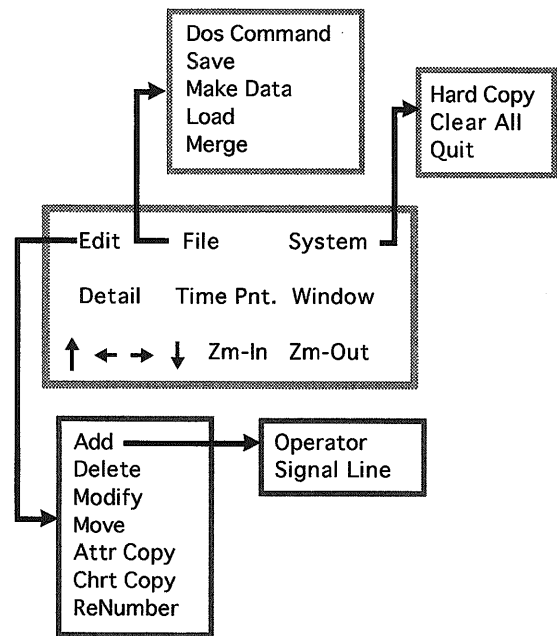 Dos Command
Save
Make Data
Load
Merge
Hard Copy
Clear All
Quit
Edit File System
Detail Time Pnt. Window
↑ ← → ↓ Zm-In Zm-Out
Add
Delete
Modify
Move
Attr Copy
Chrt Copy
ReNumber
Operator
Signal Line